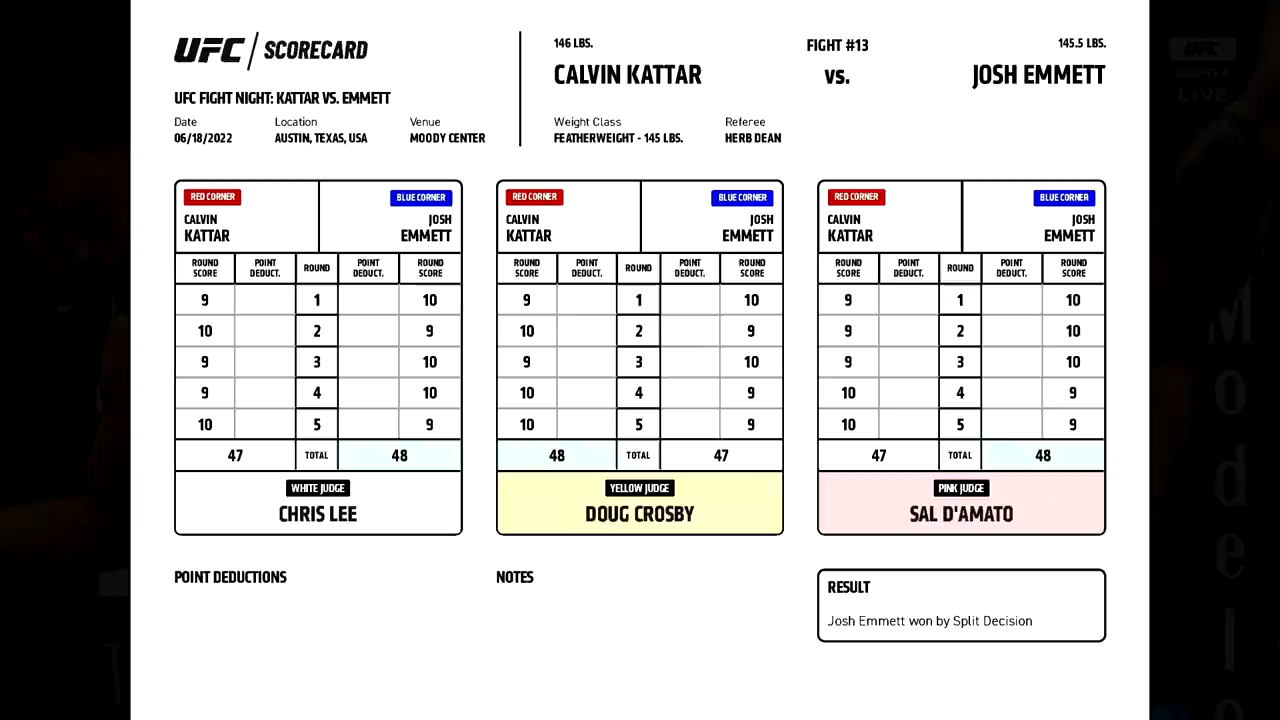 UFC / SCORECARD
UFC FIGHT NIGHT: KATTAR VS. EMMETT
Date Location Venue
06/18/2022 AUSTIN, TEXAS, USA MOODY CENTER
146 LBS. FIGHT #13 145.5 LBS.
CALVIN KATTAR VS. JOSH EMMETT
Weight Class Referee
FEATHERWEIGHT - 145 LBS. HERB DEAN
RED CORNER BLUE CORNER
CALVIN JOSH
KATTAR EMMETT
ROUND SCORE POINT DEDUCT. ROUND POINT DEDUCT. ROUND SCORE
9 1 10
10 2 9
9 3 10
9 4 10
10 5 9
47 TOTAL 48
WHITE JUDGE
CHRIS LEE
RED CORNER BLUE CORNER
CALVIN JOSH
KATTAR EMMETT
ROUND SCORE POINT DEDUCT. ROUND POINT DEDUCT. ROUND SCORE
9 1 10
10 2 9
9 3 10
10 4 9
10 5 9
48 TOTAL 47
YELLOW JUDGE
DOUG CROSBY
RED CORNER BLUE CORNER
CALVIN JOSH
KATTAR EMMETT
ROUND SCORE POINT DEDUCT. ROUND POINT DEDUCT. ROUND SCORE
9 1 10
9 2 10
9 3 10
10 4 9
10 5 9
47 TOTAL 48
PINK JUDGE
SAL D'AMATO
POINT DEDUCTIONS
NOTES
RESULT
Josh Emmett won by Split Decision
UFC
ESPN+
LIVE
Modelo